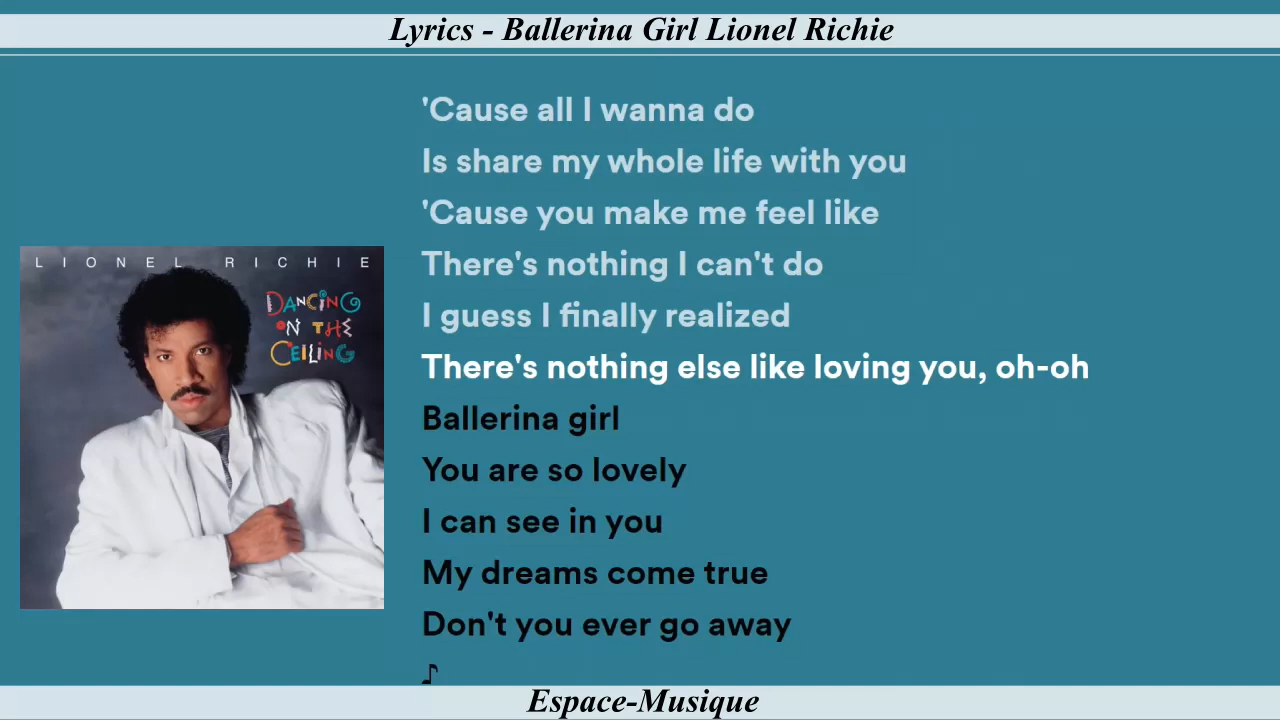 Lyrics - Ballerina Girl Lionel Richie
LIONEL RICHIE
DANCING
ON THE
CEILING
'Cause all I wanna do
Is share my whole life with you
'Cause you make me feel like
There's nothing I can't do
I guess I finally realized
There's nothing else like loving you, oh-oh
Ballerina girl
You are so lovely
I can see in you
My dreams come true
Don't you ever go away
♪
Espace-Musique